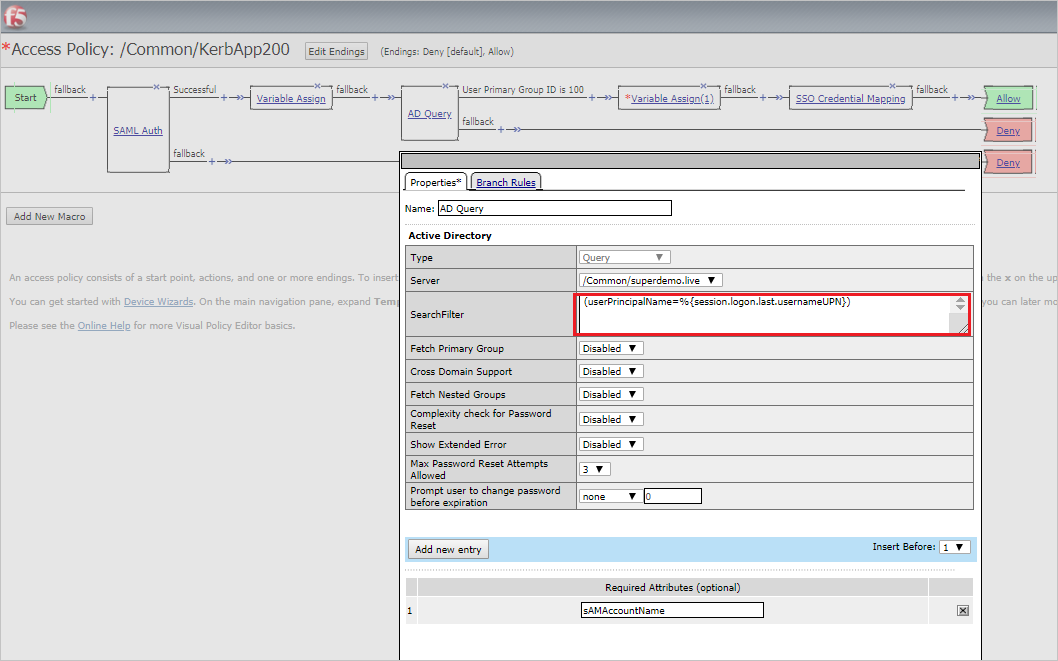 f5
*Access Policy: /Common/KerbApp200 Edit Endings (Endings: Deny [default], Allow)
Start fallback + SAML Auth Successful + Variable Assign fallback + AD Query User Primary Group ID is 100 + *Variable Assign(1) fallback + SSO Credential Mapping fallback + Allow
fallback + Deny
fallback + Deny
Add New Macro
An access policy consists of a start point, actions, and one or more endings. To insert
the x on the up
You can get started with Device Wizards. On the main navigation pane, expand Temp
you can later mo
Please see the Online Help for more Visual Policy Editor basics.
Properties* Branch Rules
Name: AD Query
Active Directory
Type Query
Server /Common/superdemo.live
SearchFilter (userPrincipalName=%{session.logon.last.usernameUPN})
Fetch Primary Group Disabled
Cross Domain Support Disabled
Fetch Nested Groups Disabled
Complexity check for Password
Reset Disabled
Show Extended Error Disabled
Max Password Reset Attempts
Allowed 3
Prompt user to change password
before expiration none 0
Add new entry Insert Before: 1
Required Attributes (optional)
1 sAMAccountName